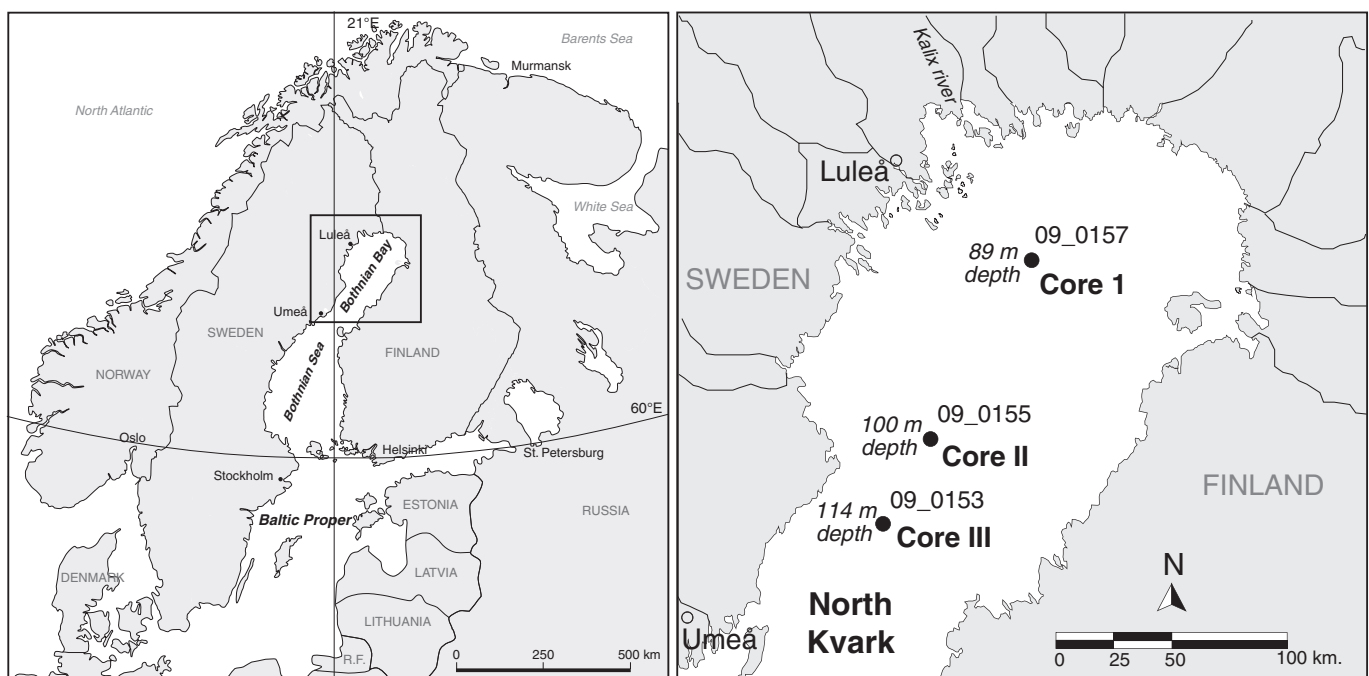 21°E
Barents Sea
Murmansk
North Atlantic
White Sea
Luleå
Bothnian Bay
Umeå
SWEDEN
FINLAND
Bothnian Sea
NORWAY
60°E
Oslo
Helsinki
St. Petersburg
Stockholm
ESTONIA
RUSSIA
Baltic Proper
DENMARK
LATVIA
LITHUANIA
R.F.
0 250 500 km
Kalix river
Luleå
09_0157
89 m
depth
Core 1
SWEDEN
09_0155
100 m
depth
Core II
09_0153
114 m
depth
Core III
FINLAND
N
North
Kvark
Umeå
0 25 50 100 km.